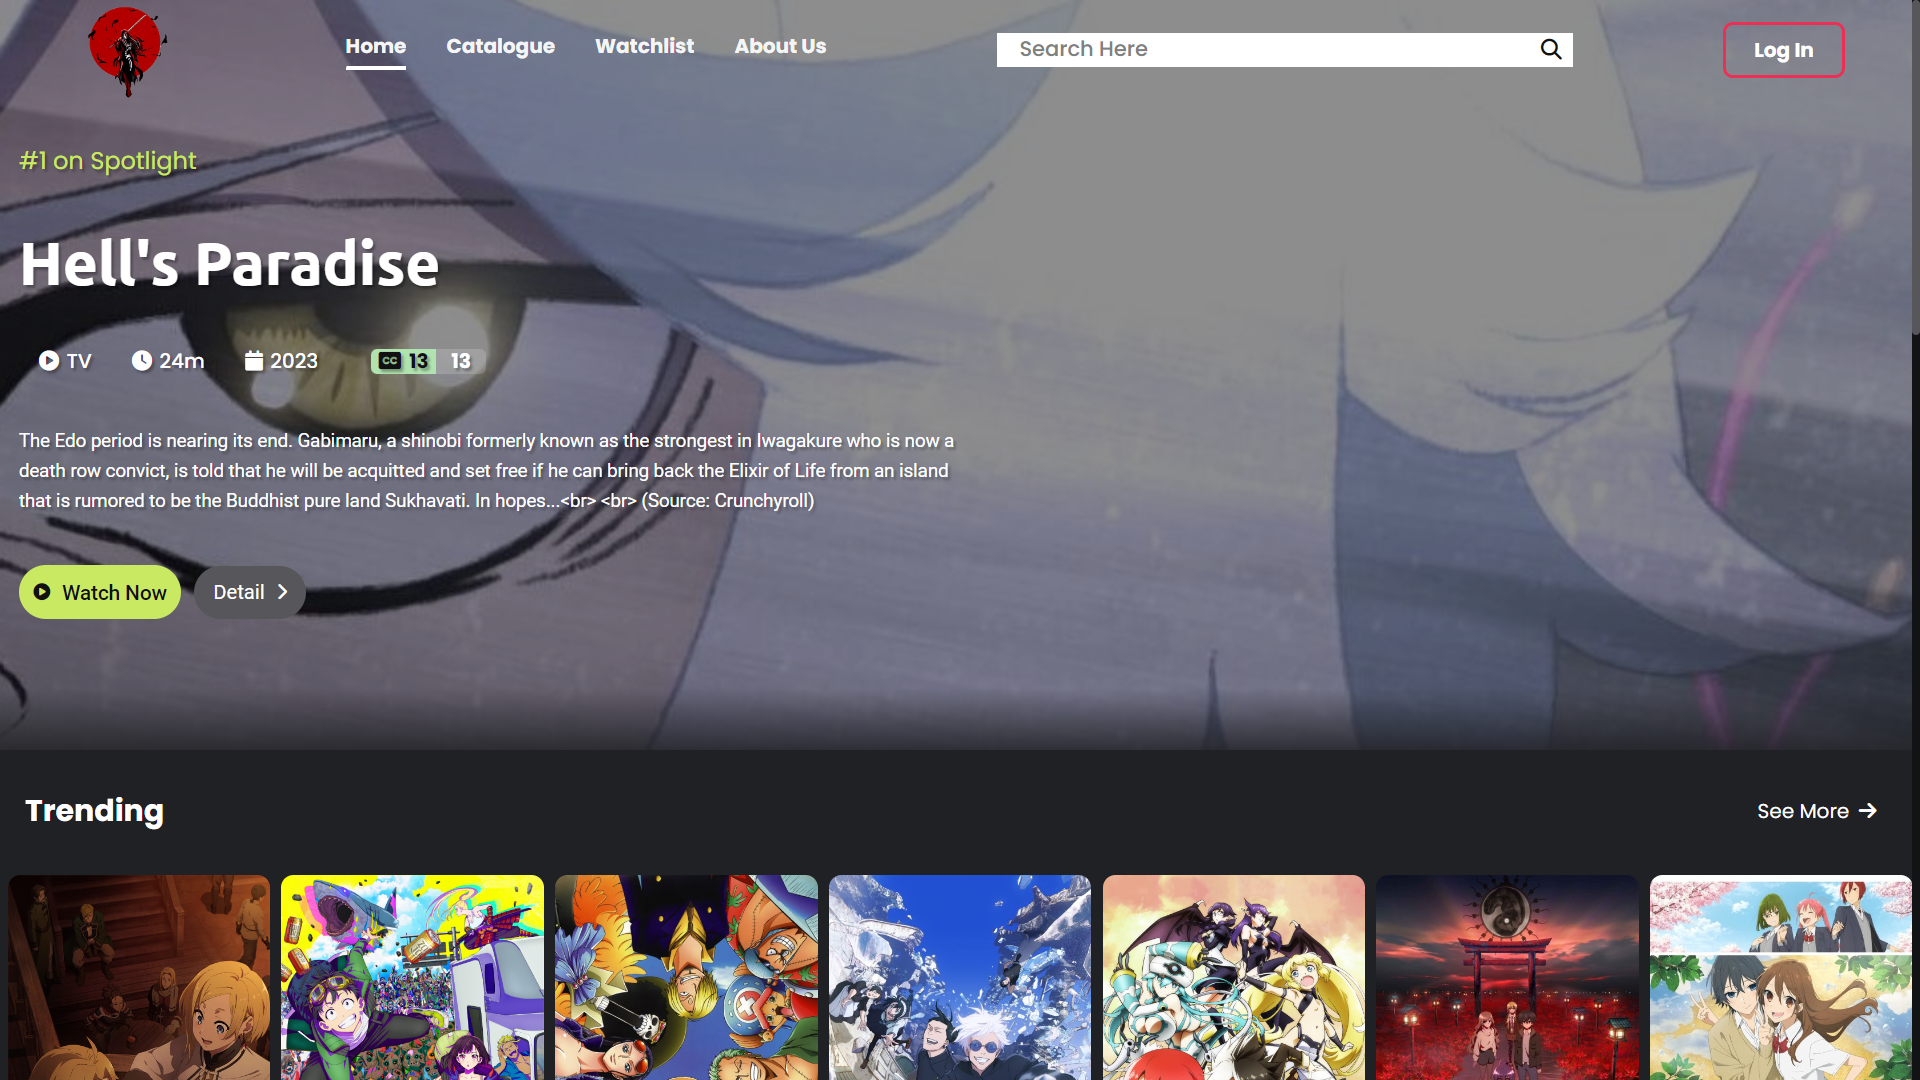 Home Catalogue Watchlist About Us Search Here Log In
#1 on Spotlight
Hell's Paradise
TV 24m 2023 CC 13 13
The Edo period is nearing its end. Gabimaru, a shinobi formerly known as the strongest in Iwagakure who is now a
death row convict, is told that he will be acquitted and set free if he can bring back the Elixir of Life from an island
that is rumored to be the Buddhist pure land Sukhavati. In hopes...<br> <br> (Source: Crunchyroll)
Watch Now Detail
Trending See More